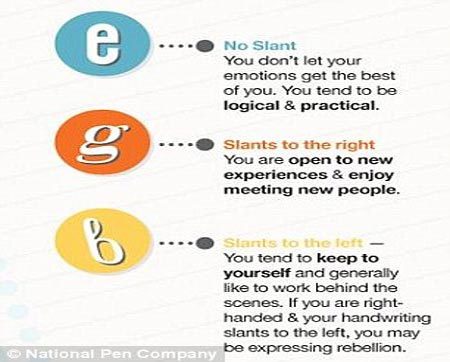 e
No Slant
You don't let your
emotions get the best
of you. You tend to be
logical & practical.
g
Slants to the right
You are open to new
experiences & enjoy
meeting new people.
b
Slants to the left —
You tend to keep to
yourself and generally
like to work behind the
scenes. If you are right-
handed & your handwriting
slants to the left, you may
be expressing rebellion.
© National Pen Company